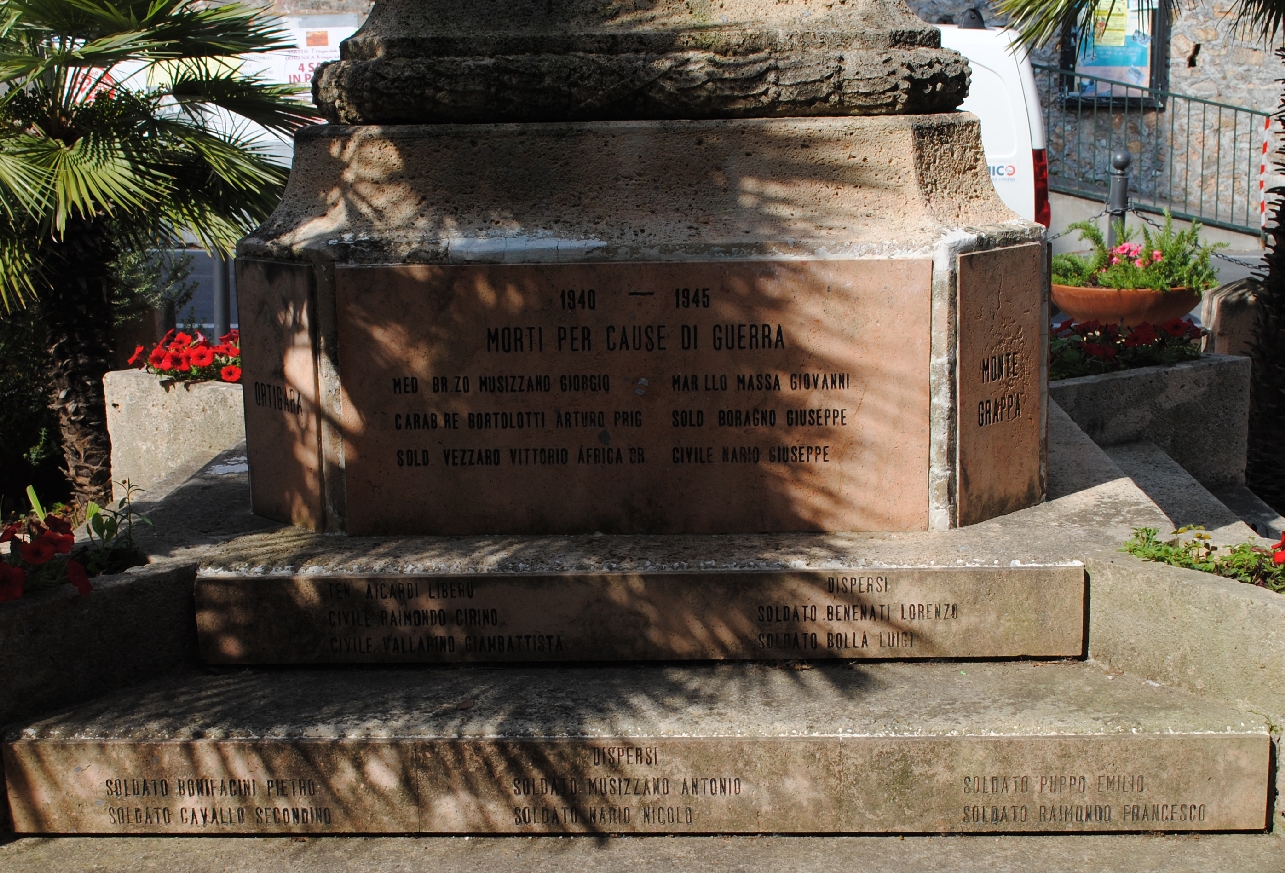 4 S
IN P
NICO
1940 — 1945
MORTI PER CAUSE DI GUERRA
MED BR.ZO MUSIZZANO GIORGIO
MAR LLO MASSA GIOVANNI
CARAB.RE BORTOLOTTI ARTURO PRIG
SOLD BORAGNO GIUSEPPE
SOLD. VEZZARO VITTORIO AFRICA OR.
CIVILE NARIO GIUSEPPE
ORTIGARA
MONTE
GRAPPA
TEN AICARDI LIBERO
CIVILE RAIMONDO CIRINO
CIVILE VALLARINO GIAMBATTISTA
DISPERSI
SOLDATO BENENATI LORENZO
SOLDATO BOLLA LUIGI
DISPERSI
SOLDATO BONIFACINI PIETRO
SOLDATO CAVALLO SECONDINO
SOLDATO MUSIZZANO ANTONIO
SOLDATO NARIO NICOLO
SOLDATO PUPPO EMILIO
SOLDATO RAIMONDO FRANCESCO